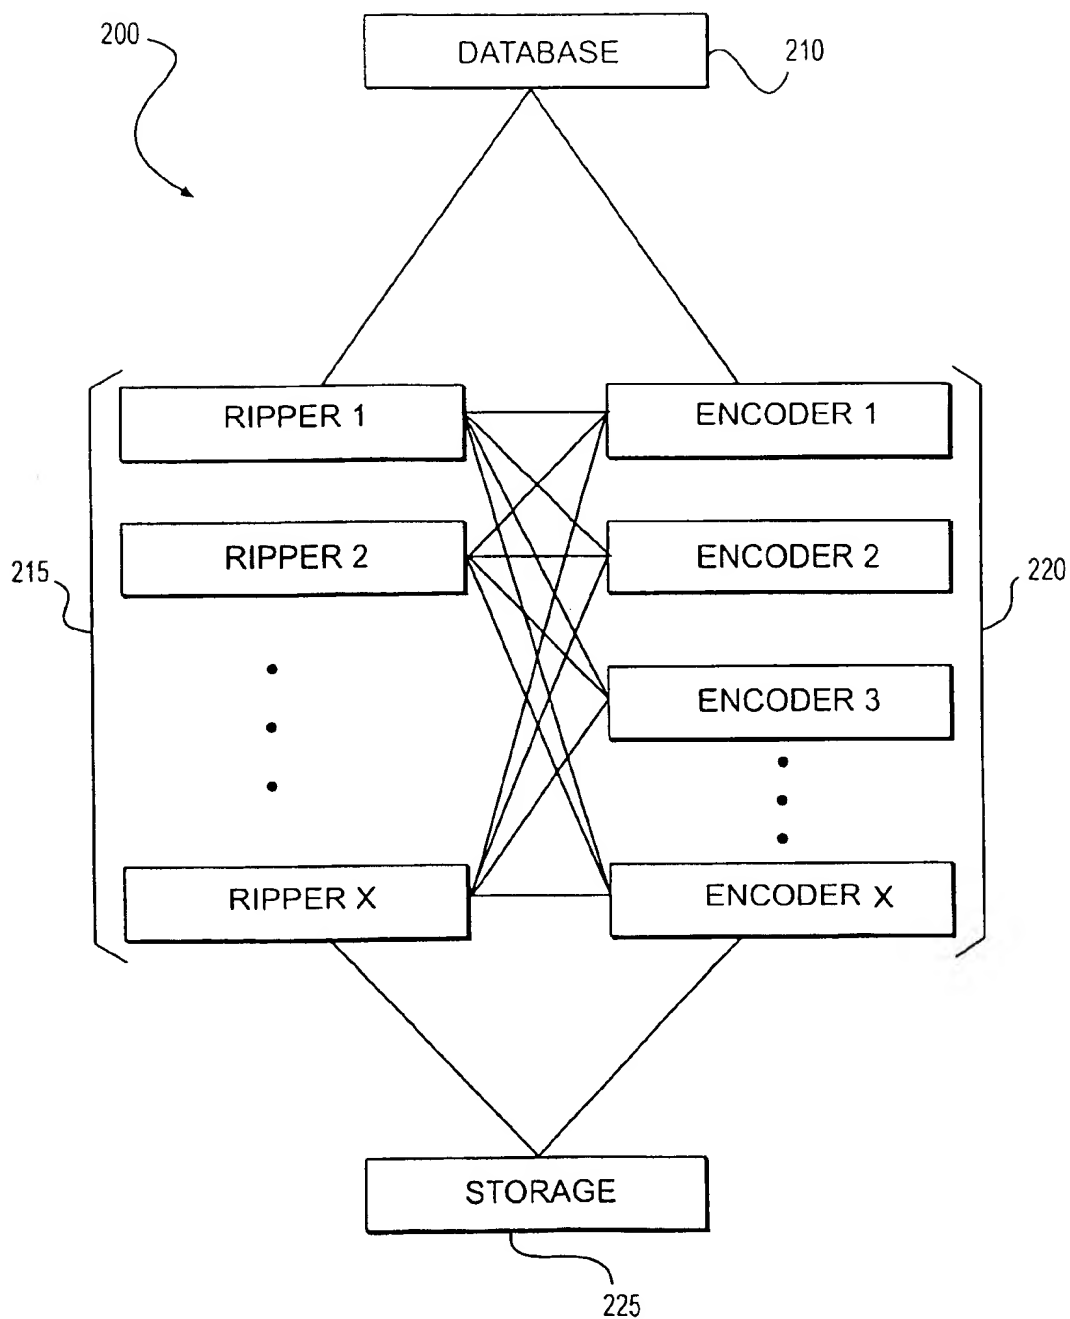 200
DATABASE
210
RIPPER 1
ENCODER 1
RIPPER 2
ENCODER 2
215
220
ENCODER 3
RIPPER X
ENCODER X
STORAGE
225